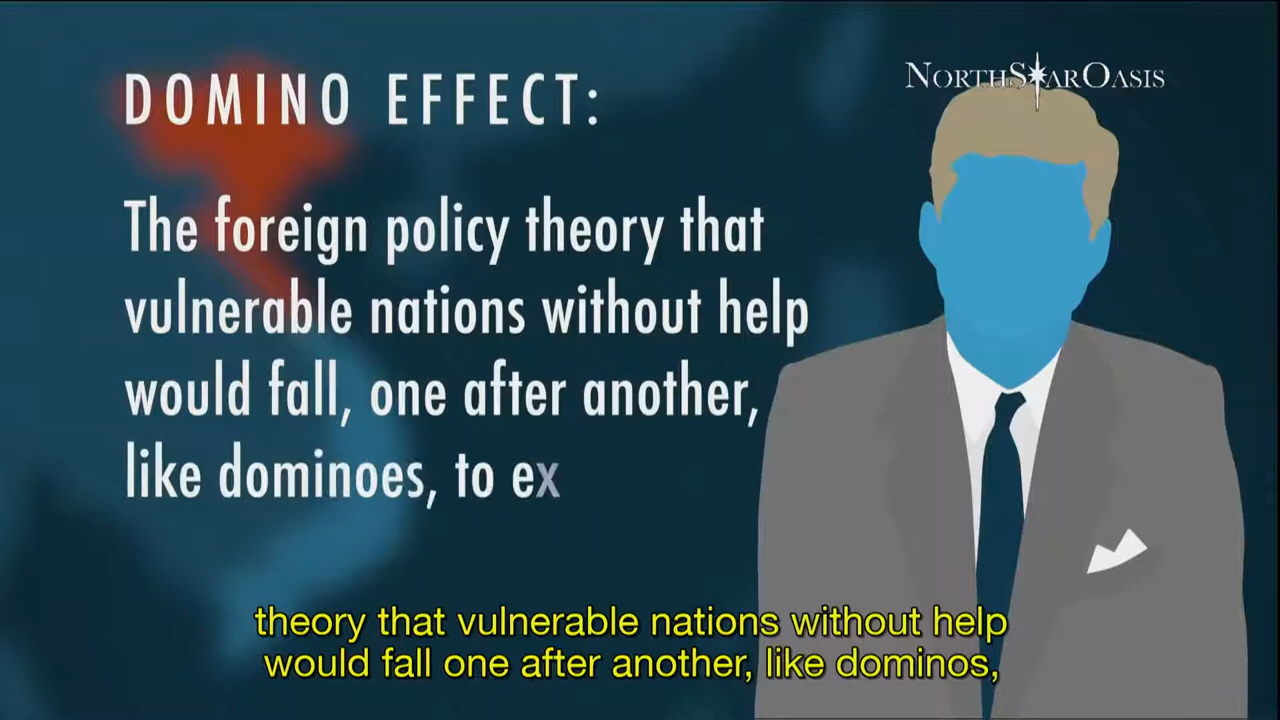 DOMINO EFFECT:
NORTHSTAROASIS
The foreign policy theory that
vulnerable nations without help
would fall, one after another,
like dominoes, to ex
theory that vulnerable nations without help
would fall one after another, like dominos,